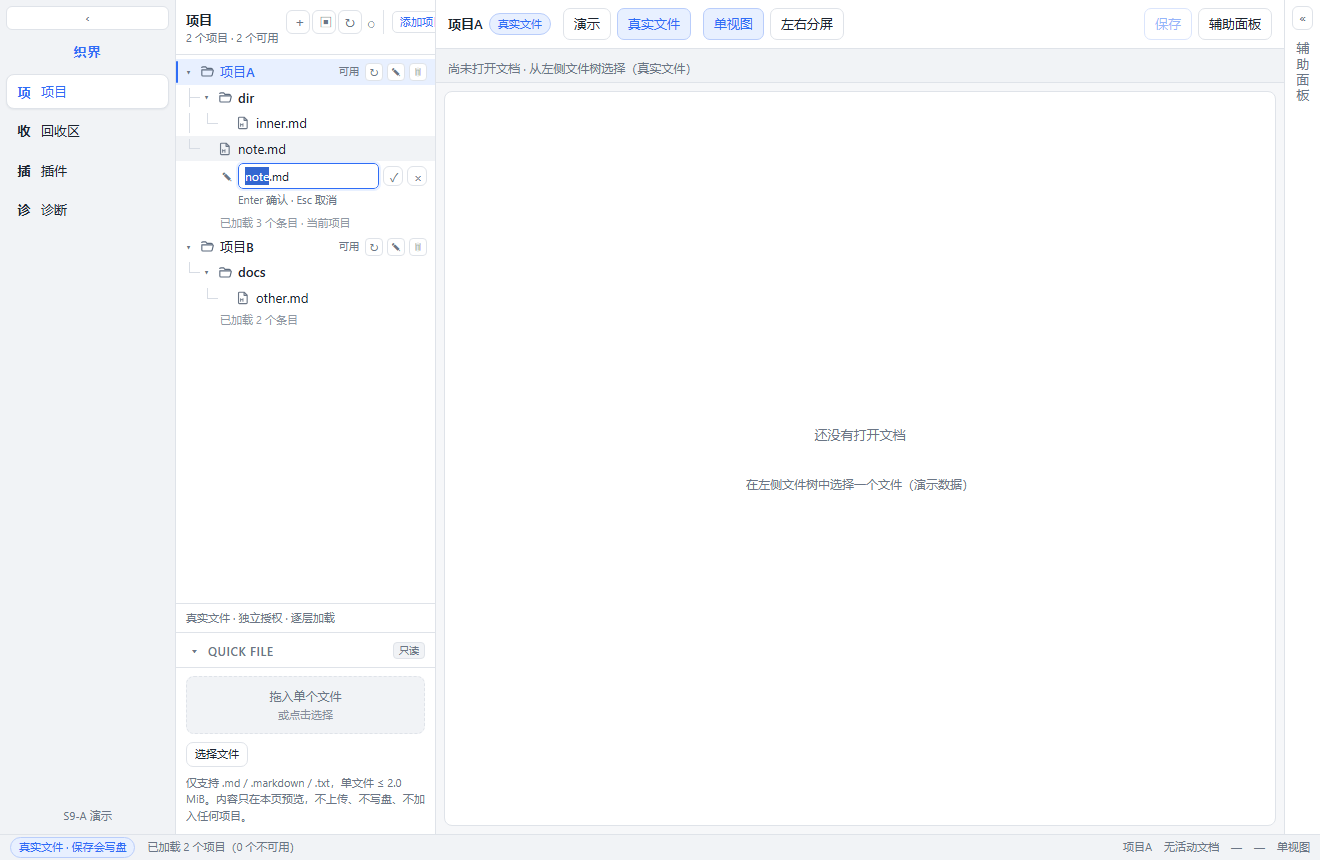 织界
项 项目
收 回收区
插 插件
诊 诊断
S9-A 演示
项目
2 个项目 · 2 个可用
添加项
项目A 可用
dir
inner.md
note.md
note.md
Enter 确认 · Esc 取消
已加载 3 个条目 · 当前项目
项目B 可用
docs
other.md
已加载 2 个条目
真实文件 · 独立授权 · 逐层加载
QUICK FILE 只读
拖入单个文件
或点击选择
选择文件
仅支持 .md / .markdown / .txt，单文件 ≤ 2.0
MiB。内容只在本页预览，不上传、不写盘、不加
入任何项目。
项目A 真实文件 演示 真实文件 单视图 左右分屏 保存 辅助面板
尚未打开文档 · 从左侧文件树选择（真实文件）
还没有打开文档
在左侧文件树中选择一个文件（演示数据）
«
辅助面板
真实文件 · 保存会写盘 已加载 2 个项目（0 个不可用） 项目A 无活动文档 — — 单视图